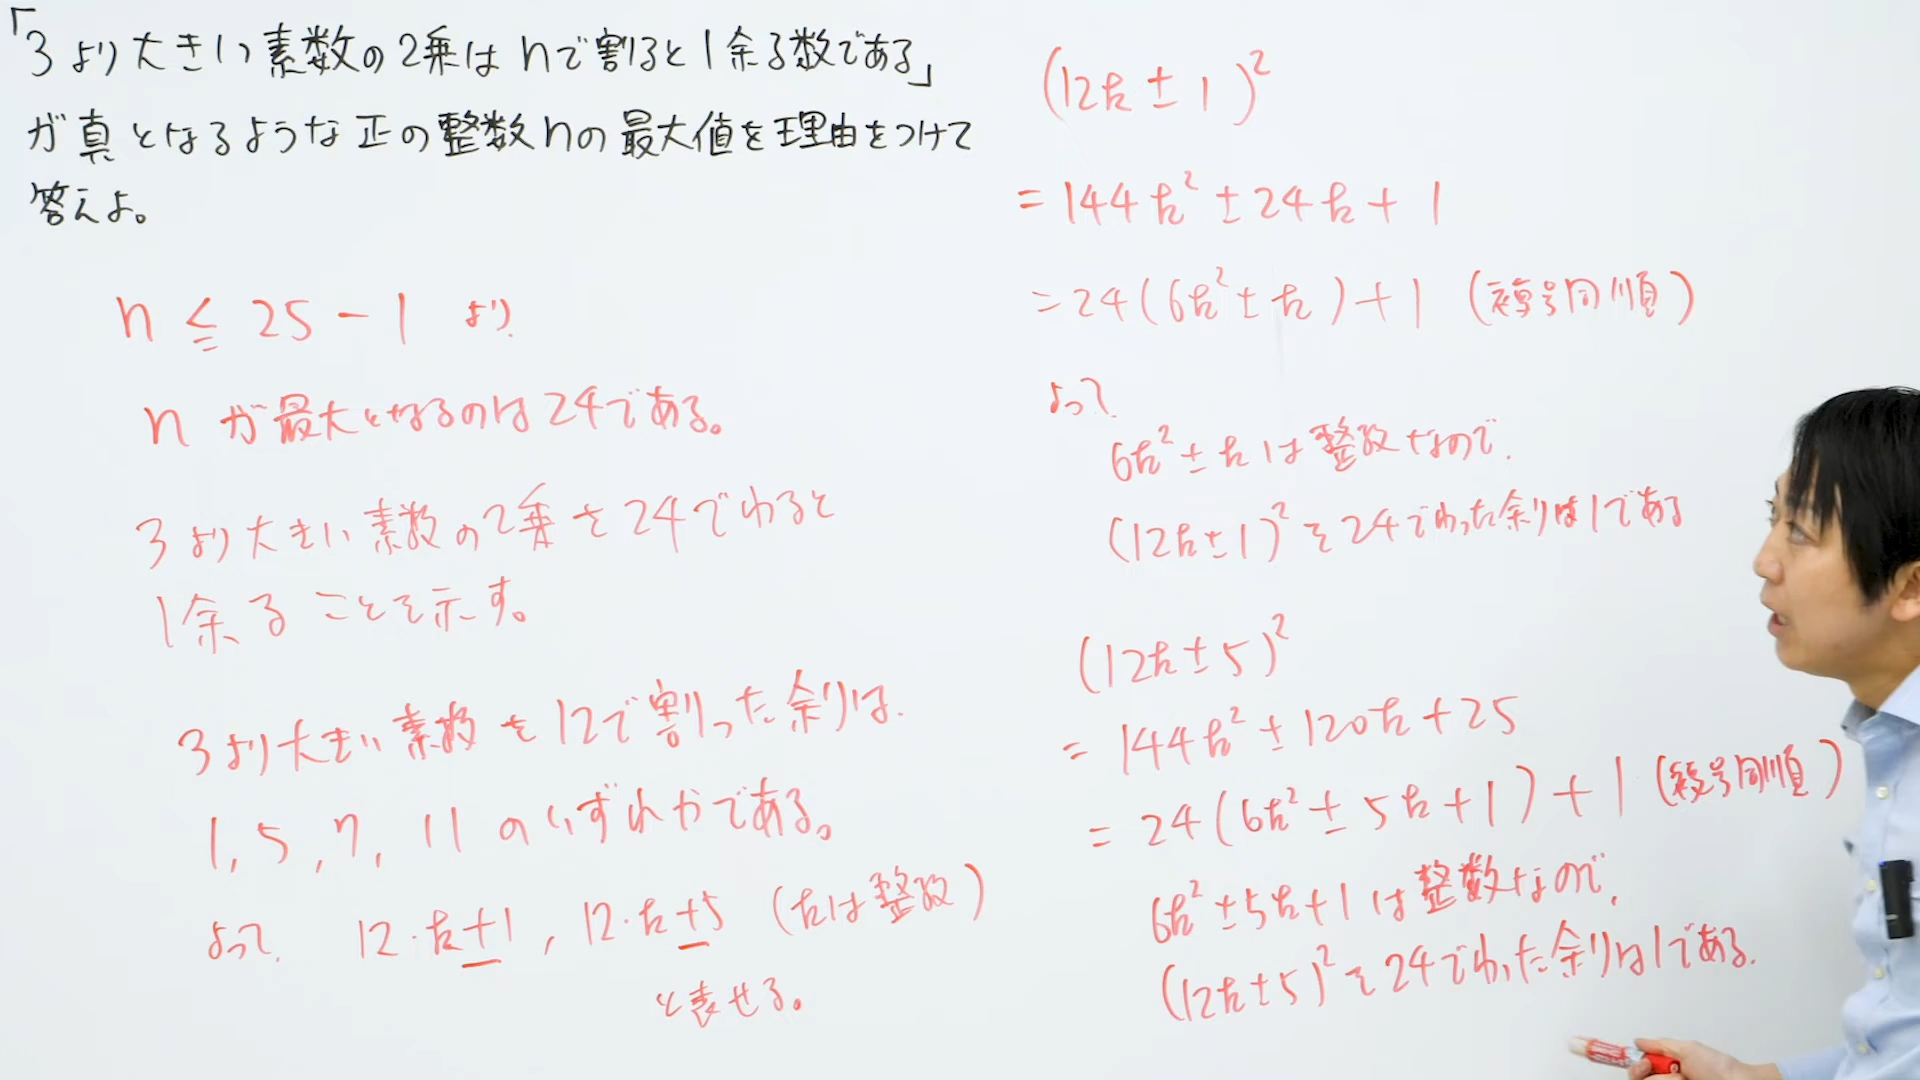 「3より大きい素数の2乗はnで割ると1余る数である」
が真となるような正の整数nの最大値を理由をつけて
答えよ。
n ≦ 25 − 1 より
n が最大となるのは24である。
3より大きい素数の2乗を24でわると
1余ることを示す。
3より大きい素数を12で割った余りは、
1, 5, 7, 11 のいずれかである。
よって、 12・k±1, 12・k±5 (kは整数)
と表せる。
(12k ± 1)²
= 144k² ± 24k + 1
= 24(6k² ± k) + 1 (複号同順)
よって、
6k² ± k は整数なので、
(12k±1)² を24でわった余りは1である
(12k±5)²
= 144k² ± 120k + 25
= 24(6k² ± 5k + 1) + 1 (複号同順)
6k² ± 5k + 1 は整数なので、
(12k±5)² を24でわった余りは1である。